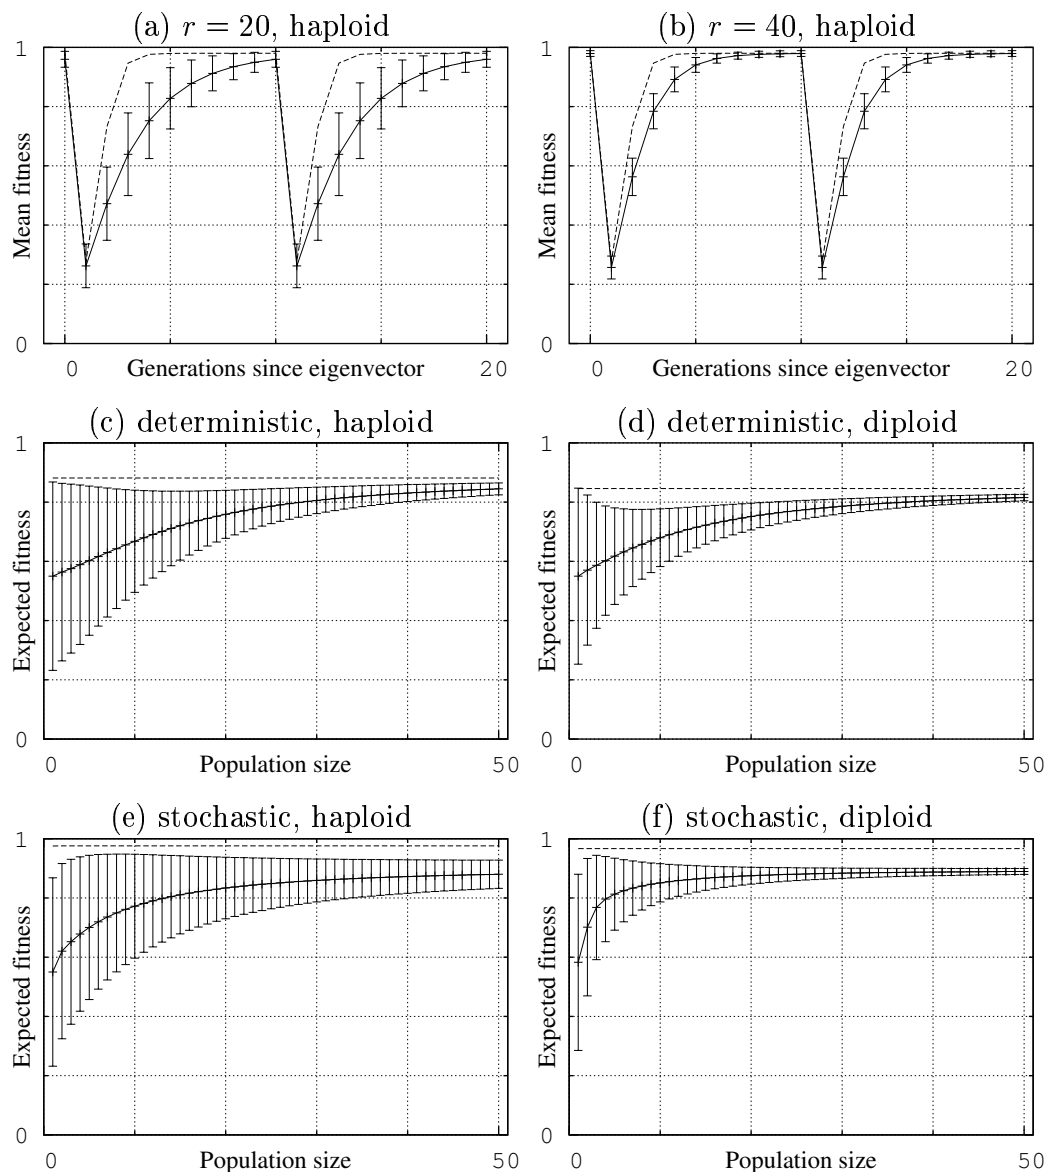 (a) r = 20, haploid
1
Mean fitness
0
0 Generations since eigenvector 20
(b) r = 40, haploid
1
Mean fitness
0
0 Generations since eigenvector 20
(c) deterministic, haploid
1
Expected fitness
0
0 Population size 50
(d) deterministic, diploid
1
Expected fitness
0
0 Population size 50
(e) stochastic, haploid
1
Expected fitness
0
0 Population size 50
(f) stochastic, diploid
1
Expected fitness
0
0 Population size 50